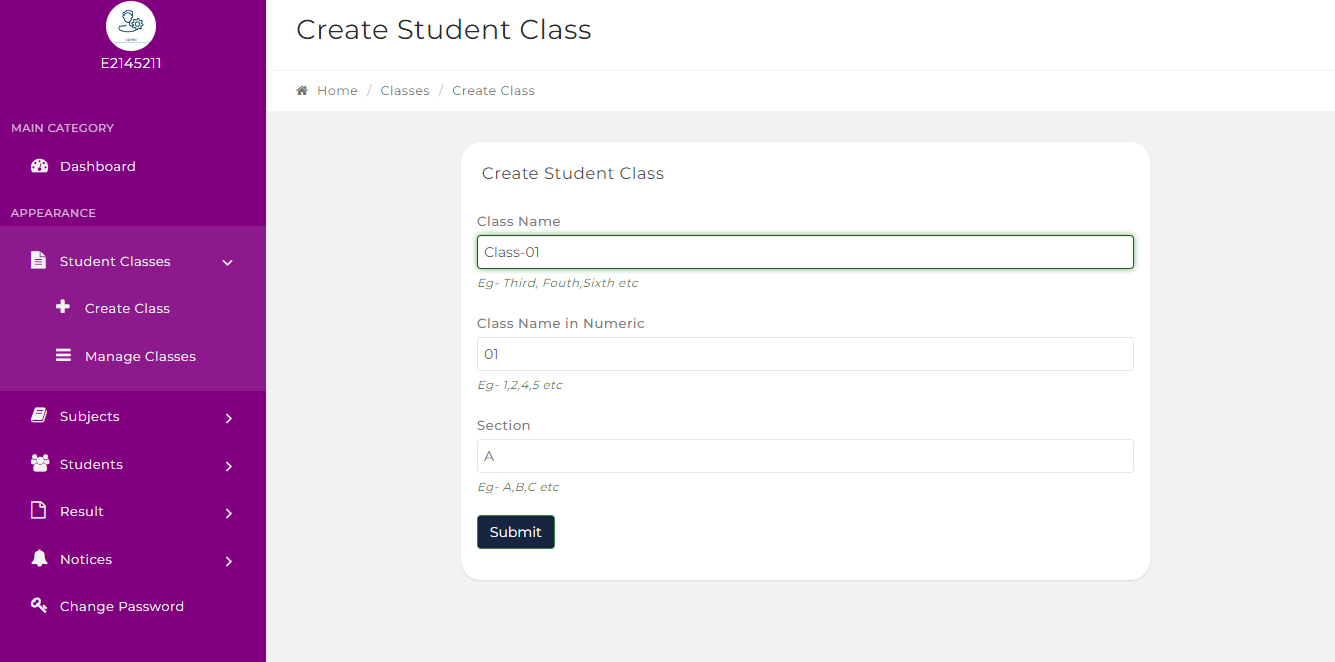 E2145211
MAIN CATEGORY
Dashboard
APPEARANCE
Student Classes
Create Class
Manage Classes
Subjects
Students
Result
Notices
Change Password
Create Student Class
Home / Classes / Create Class
Create Student Class
Class Name
Class-01
Eg- Third, Fouth,Sixth etc
Class Name in Numeric
01
Eg- 1,2,4,5 etc
Section
A
Eg- A,B,C etc
Submit